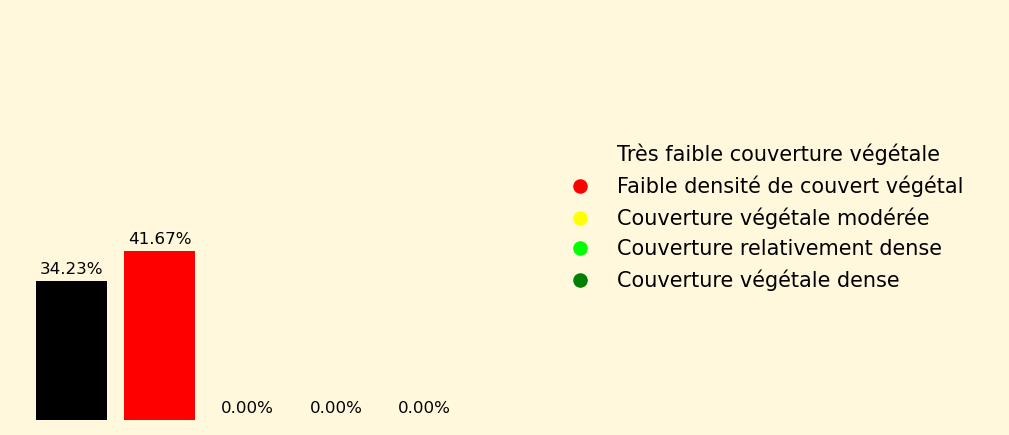 34.23%
41.67%
0.00%
0.00%
0.00%
Très faible couverture végétale
Faible densité de couvert végétal
Couverture végétale modérée
Couverture relativement dense
Couverture végétale dense